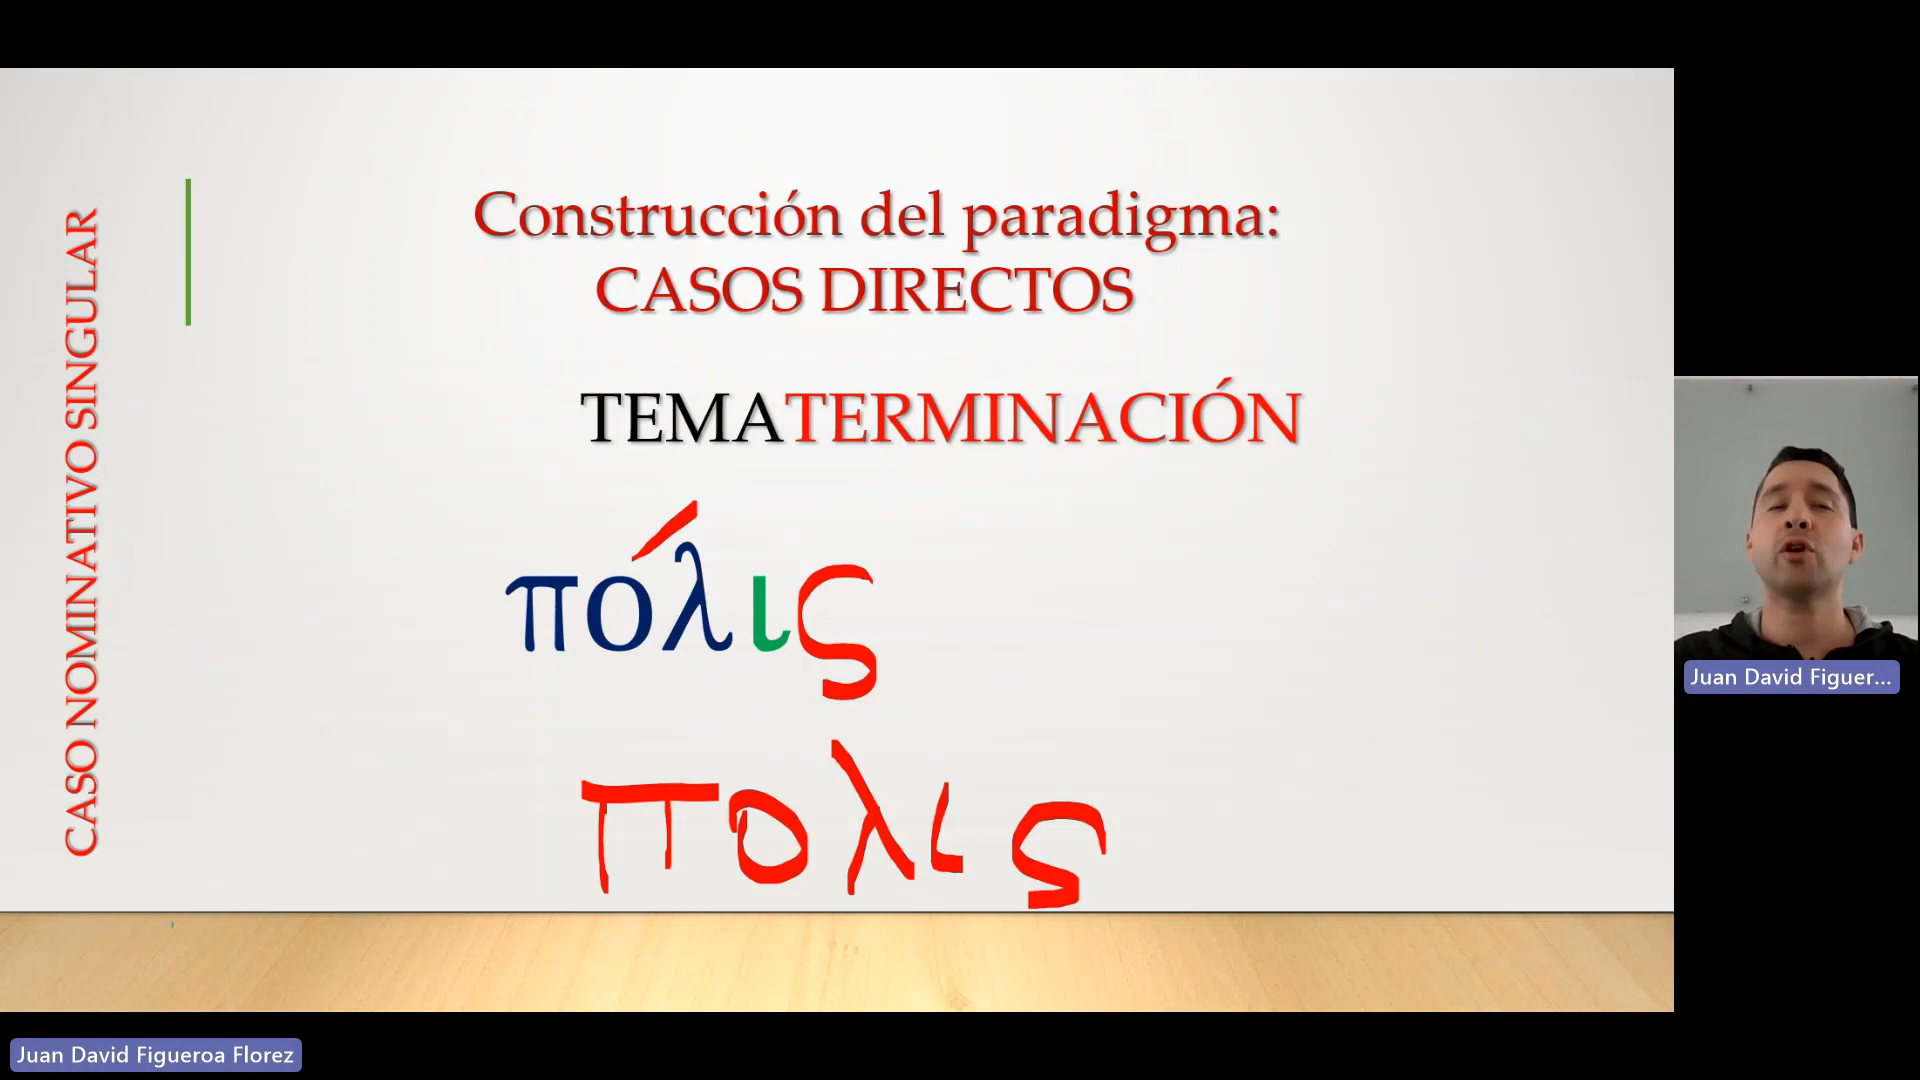 CASO NOMINATIVO SINGULAR
Construcción del paradigma:
CASOS DIRECTOS
TEMATERMINACIÓN
πόλις
πολις
Juan David Figuer...
Juan David Figueroa Florez